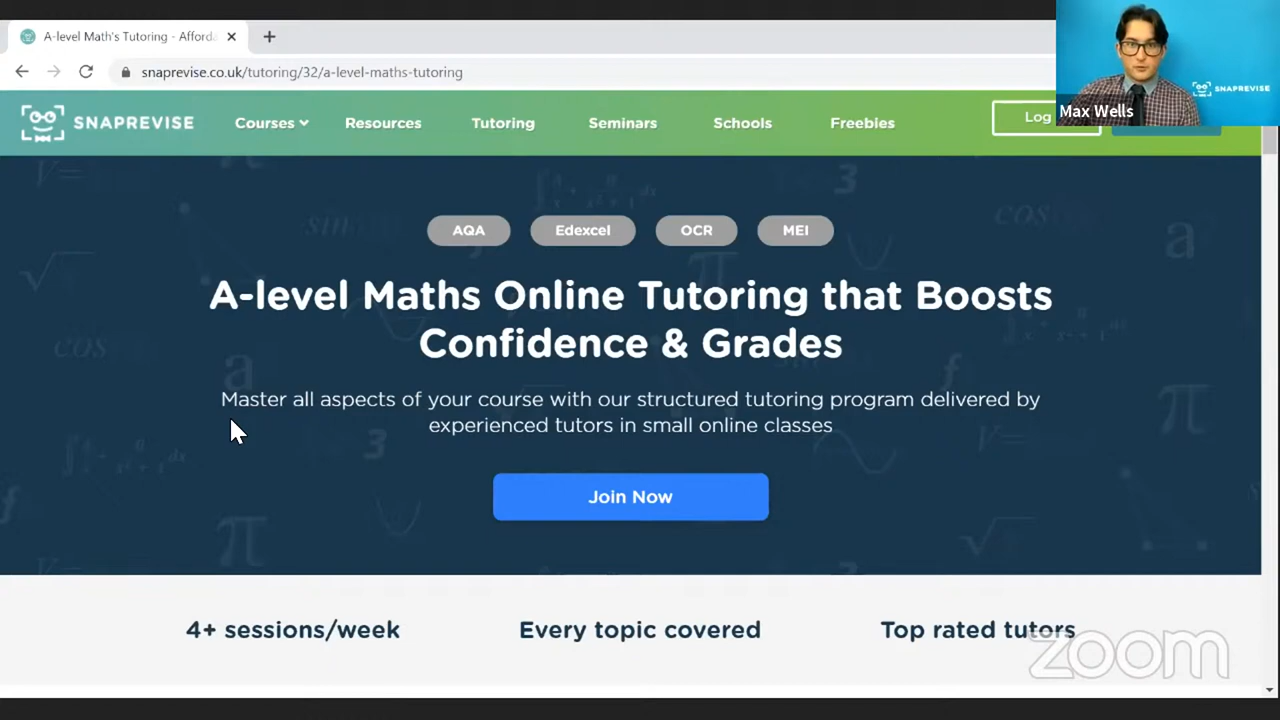 A-level Math's Tutoring - Afforda
snaprevise.co.uk/tutoring/32/a-level-maths-tutoring
SNAPREVISE
Max Wells
SNAPREVISE
Courses
Resources
Tutoring
Seminars
Schools
Freebies
Log
AQA
Edexcel
OCR
MEI
A-level Maths Online Tutoring that Boosts
Confidence & Grades
Master all aspects of your course with our structured tutoring program delivered by
experienced tutors in small online classes
Join Now
4+ sessions/week
Every topic covered
Top rated tutors
zoom